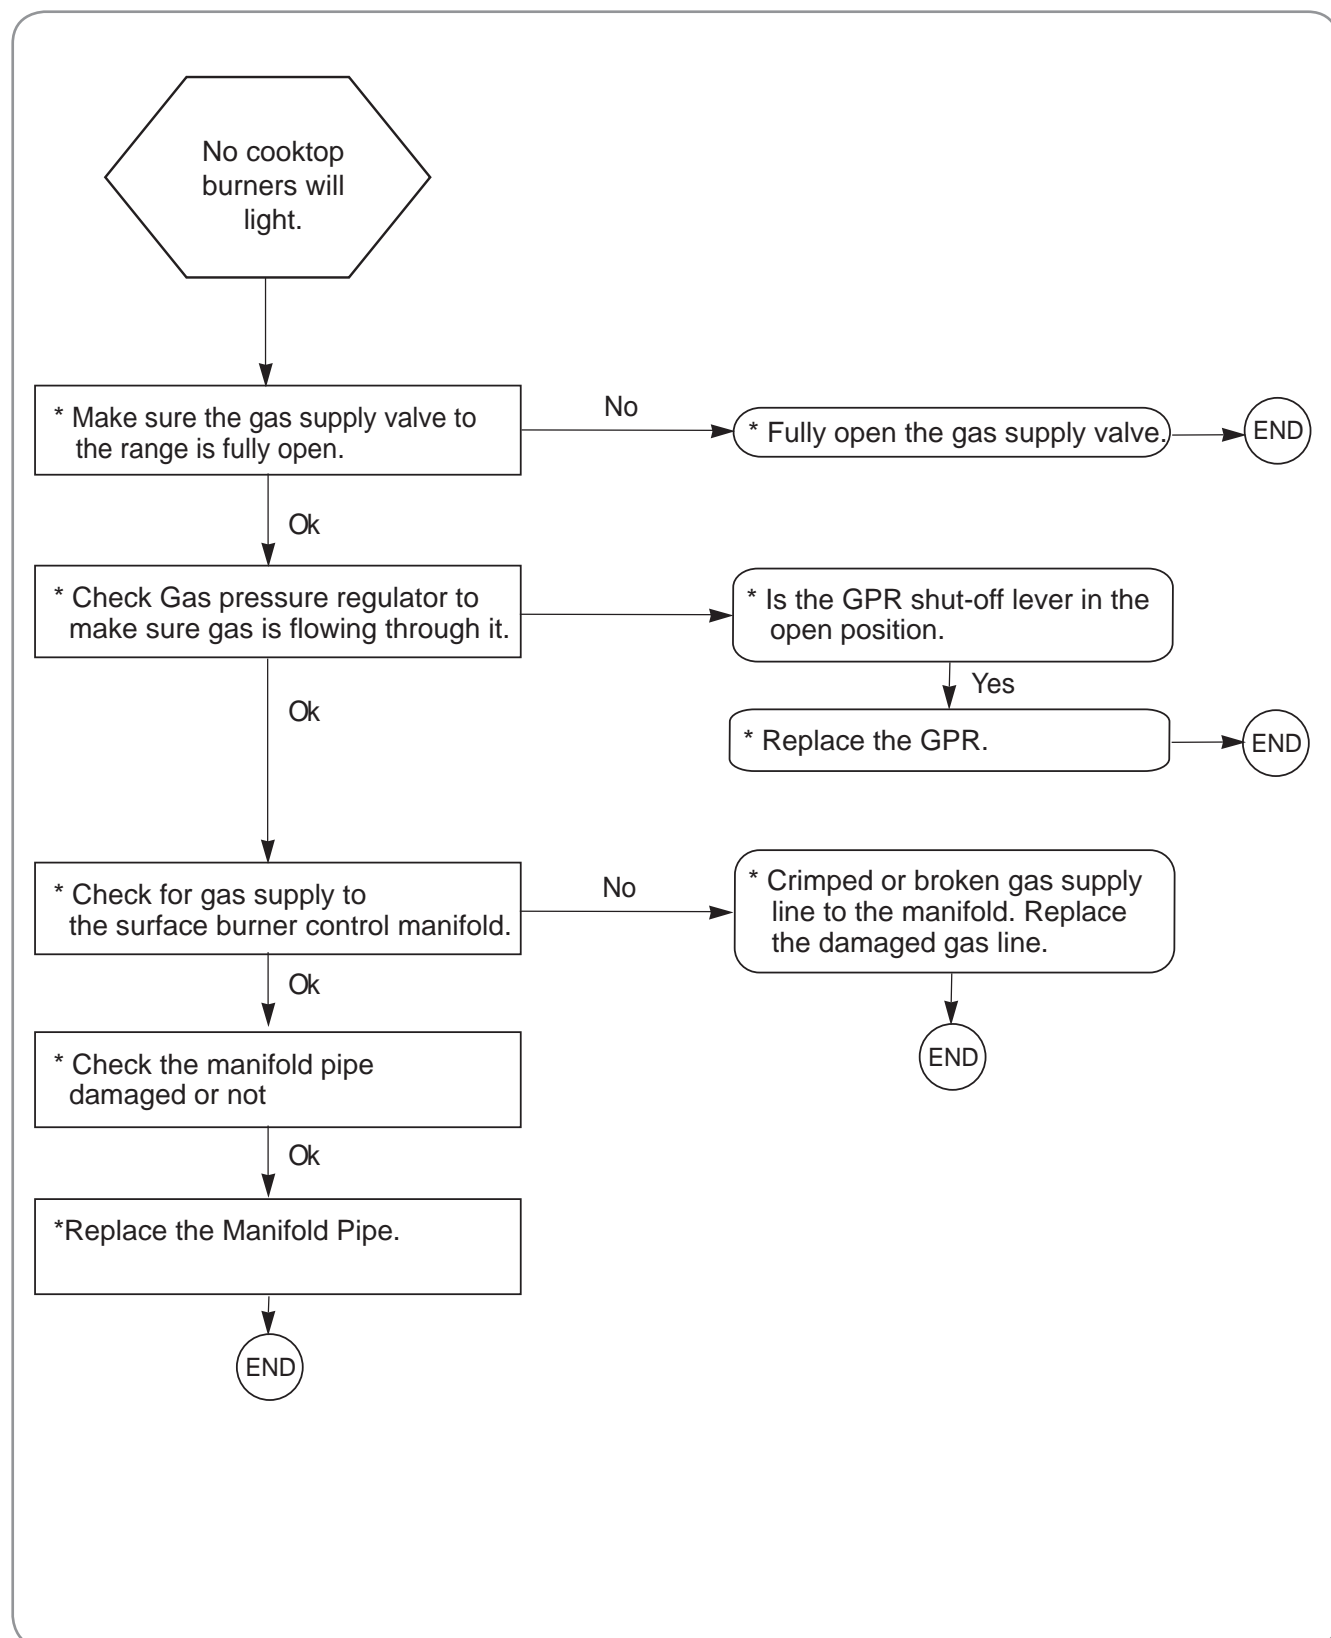 No cooktop
burners will
light.
* Make sure the gas supply valve to
the range is fully open.
No
* Fully open the gas supply valve.
END
Ok
* Check Gas pressure regulator to
make sure gas is flowing through it.
* Is the GPR shut-off lever in the
open position.
Yes
* Replace the GPR.
END
Ok
* Check for gas supply to
the surface burner control manifold.
No
* Crimped or broken gas supply
line to the manifold. Replace
the damaged gas line.
END
Ok
* Check the manifold pipe
damaged or not
Ok
*Replace the Manifold Pipe.
END